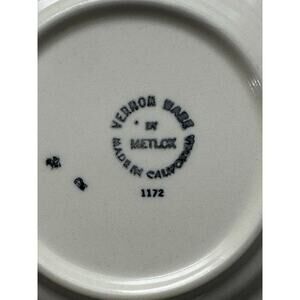 VERNON WARE
BY
METLOX
MADE IN CALIFORNIA
1172